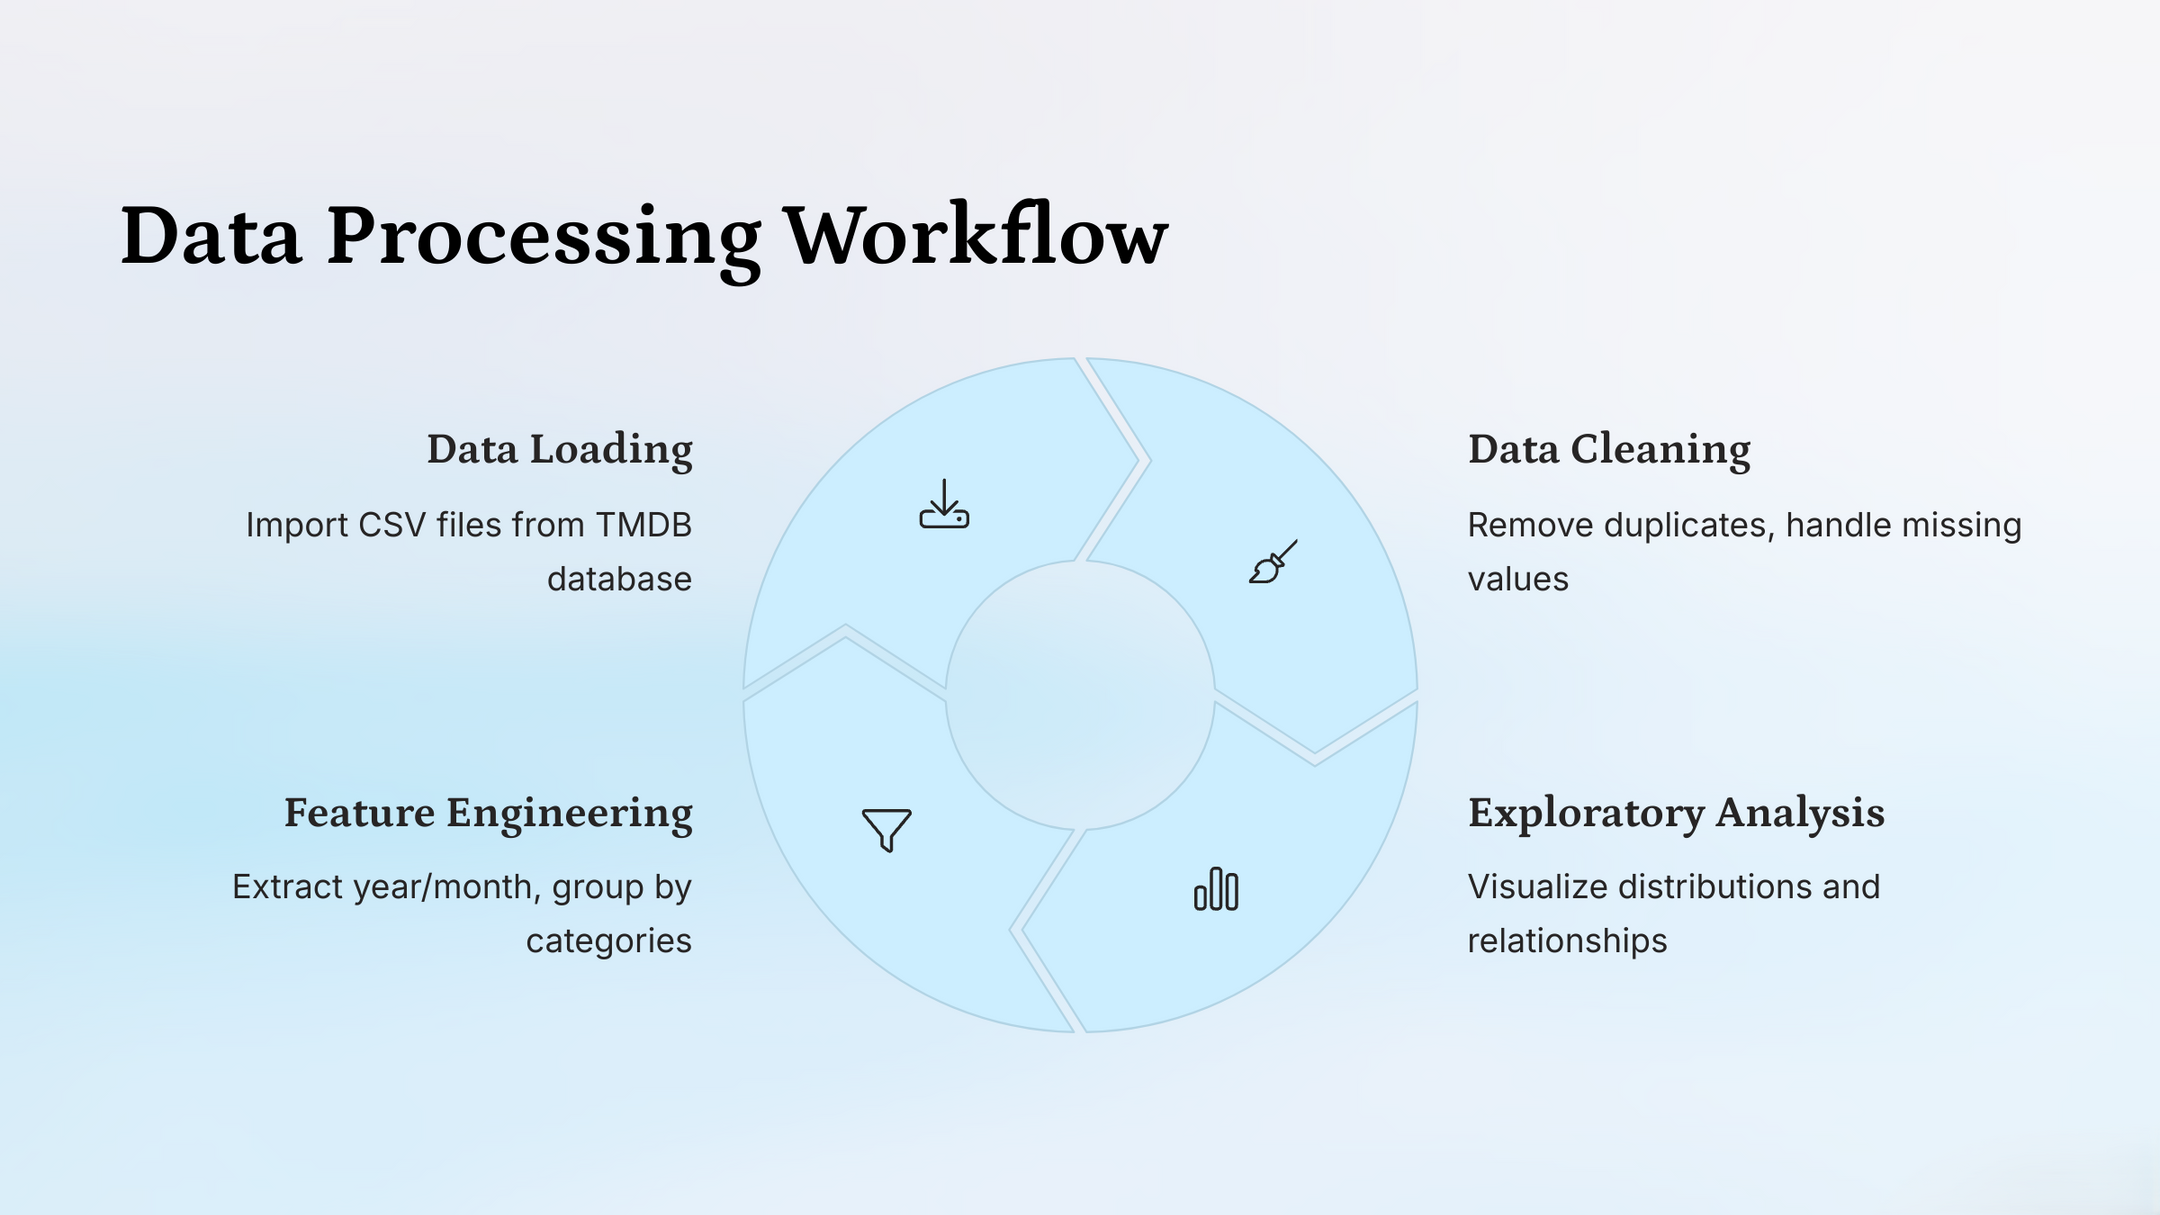 Data Processing Workflow
Data Loading
Import CSV files from TMDB
database
Data Cleaning
Remove duplicates, handle missing
values
Feature Engineering
Extract year/month, group by
categories
Exploratory Analysis
Visualize distributions and
relationships